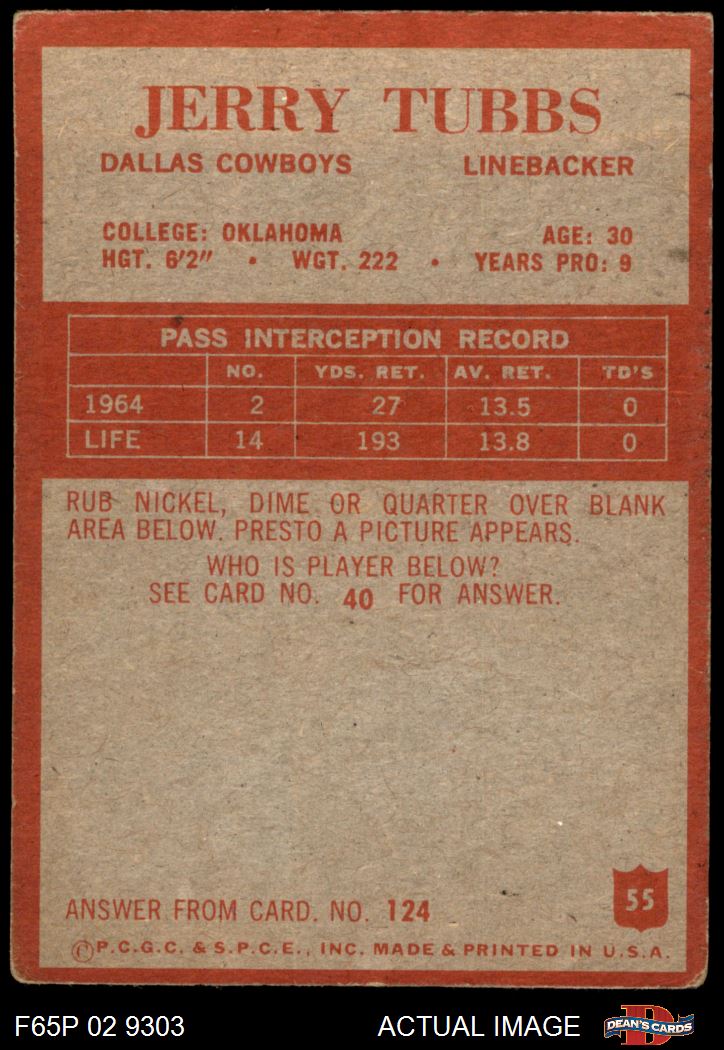 JERRY TUBBS
DALLAS COWBOYS LINEBACKER
COLLEGE: OKLAHOMA AGE: 30
HGT. 6'2" • WGT. 222 • YEARS PRO: 9
PASS INTERCEPTION RECORD
NO. YDS. RET. AV. RET. TD'S
1964 2 27 13.5 0
LIFE 14 193 13.8 0
RUB NICKEL, DIME OR QUARTER OVER BLANK
AREA BELOW. PRESTO A PICTURE APPEARS.
WHO IS PLAYER BELOW?
SEE CARD NO. 40 FOR ANSWER.
55
ANSWER FROM CARD. NO. 124
©P.C.G.C. & S.P.C.E., INC. MADE & PRINTED IN U.S.A.
F65P 02 9303 ACTUAL IMAGE
DEAN'S CARDS